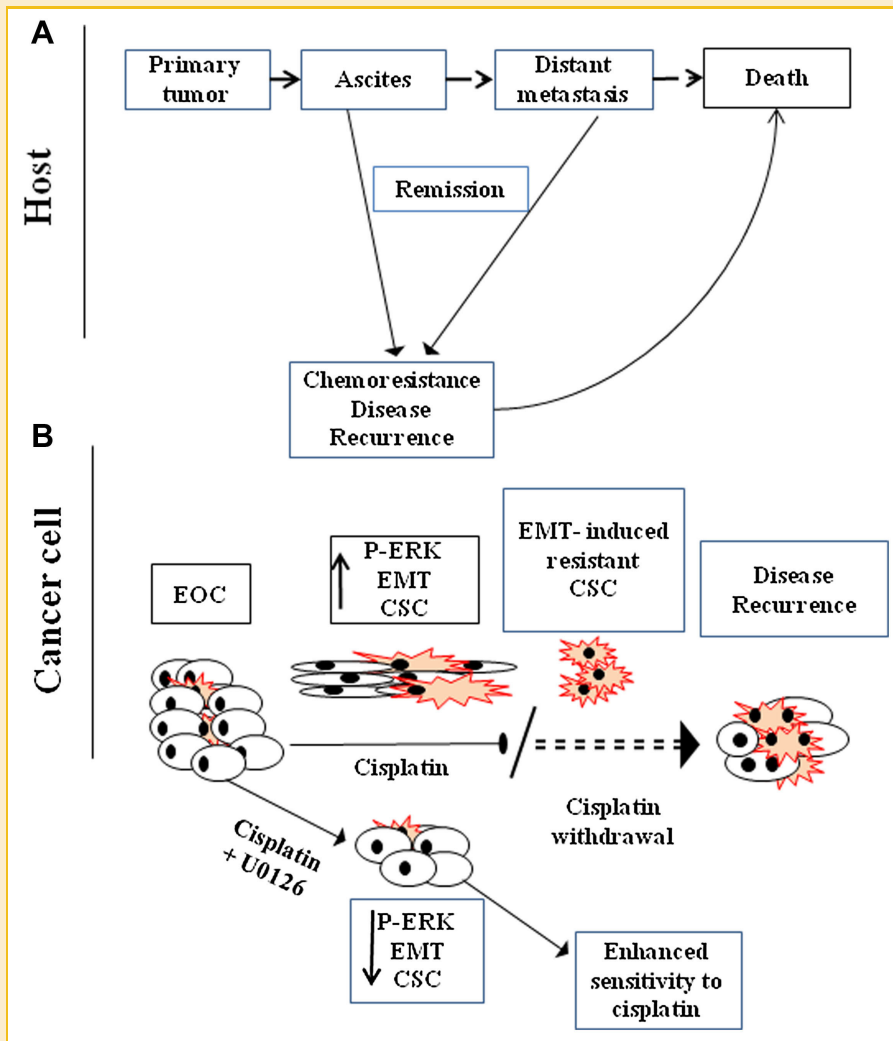 A
Host
Primary
tumor
Ascites
Distant
metastasis
Death
Remission
Chemoresistance
Disease
Recurrence
B
Cancer cell
EOC
P-ERK
EMT
CSC
EMT- induced
resistant
CSC
Disease
Recurrence
Cisplatin
Cisplatin
withdrawal
Cisplatin
+ U0126
P-ERK
EMT
CSC
Enhanced
sensitivity to
cisplatin